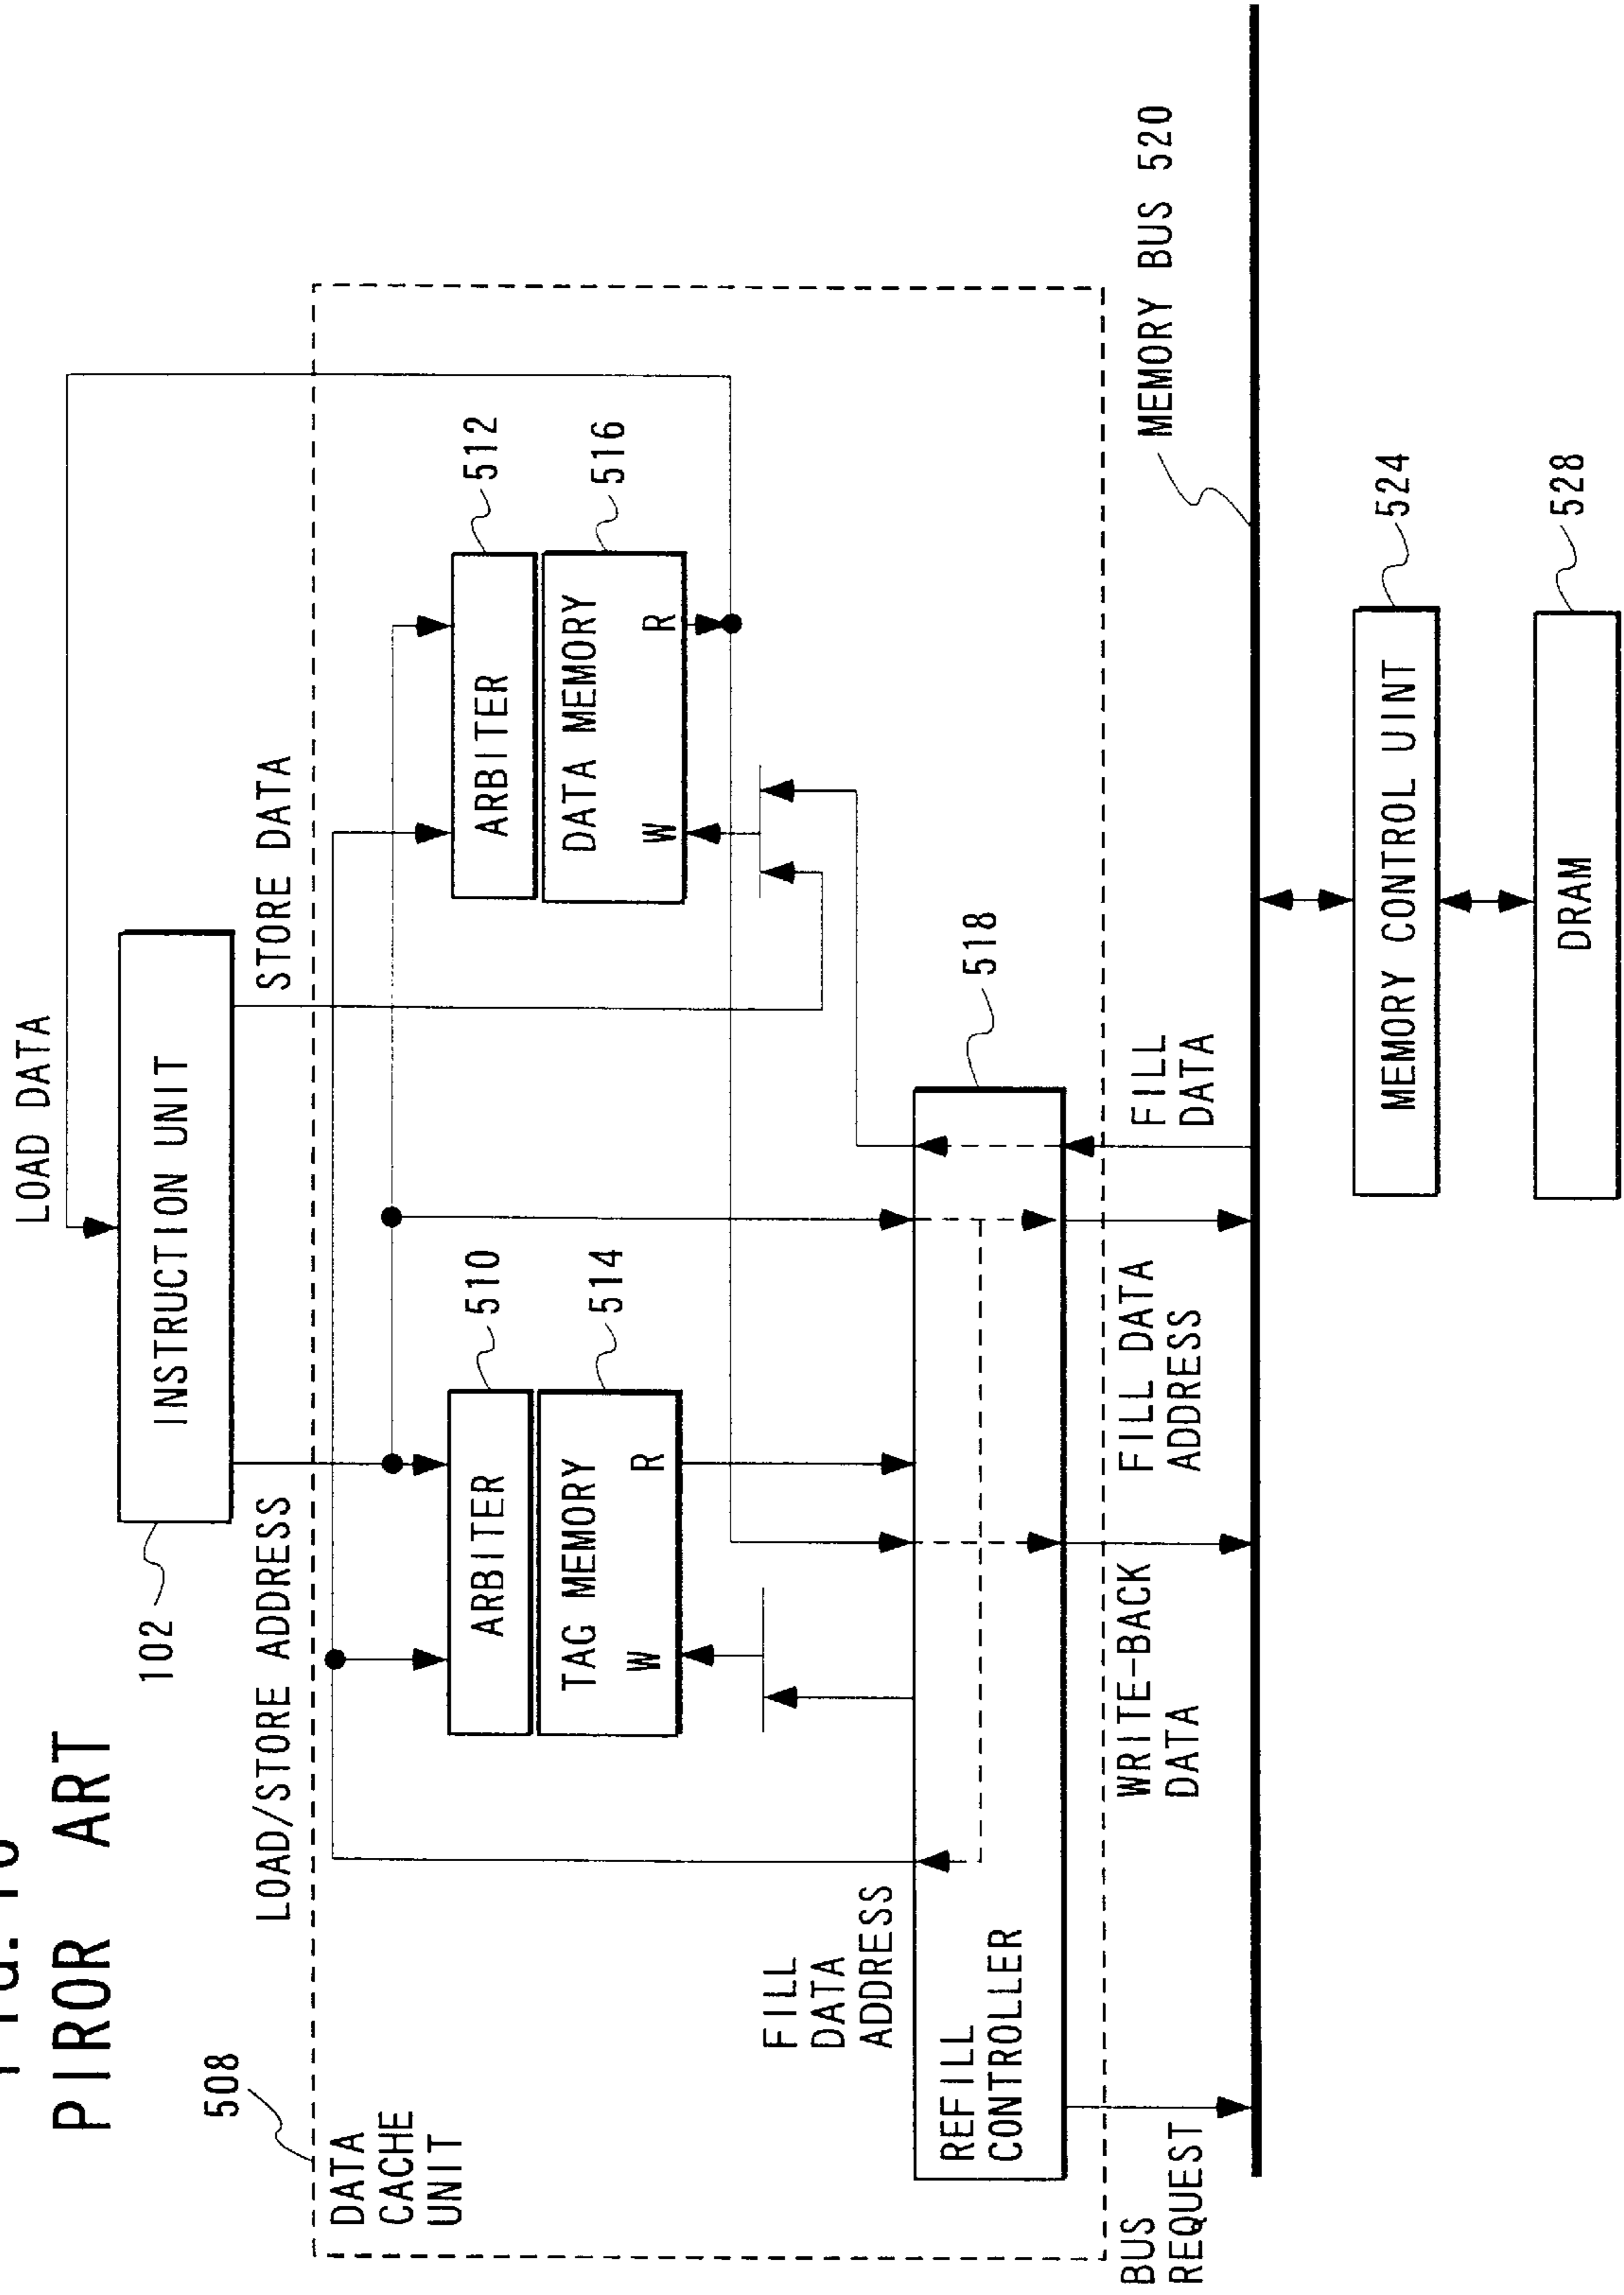 FIG.
PIROR ART
LOAD DATA
INSTRUCTION UNIT
102
LOAD/STORE ADDRESS
STORE DATA
508
DATA
CACHE
UNIT
ARBITER
510
TAG MEMORY
W R
514
ARBITER
512
DATA MEMORY
W R
516
FILL
DATA
ADDRESS
REFILL
CONTROLLER
518
BUS
REQUEST
WRITE-BACK
DATA
FILL DATA
ADDRESS
FILL
DATA
MEMORY BUS 520
MEMORY CONTROL UINT
524
DRAM
528